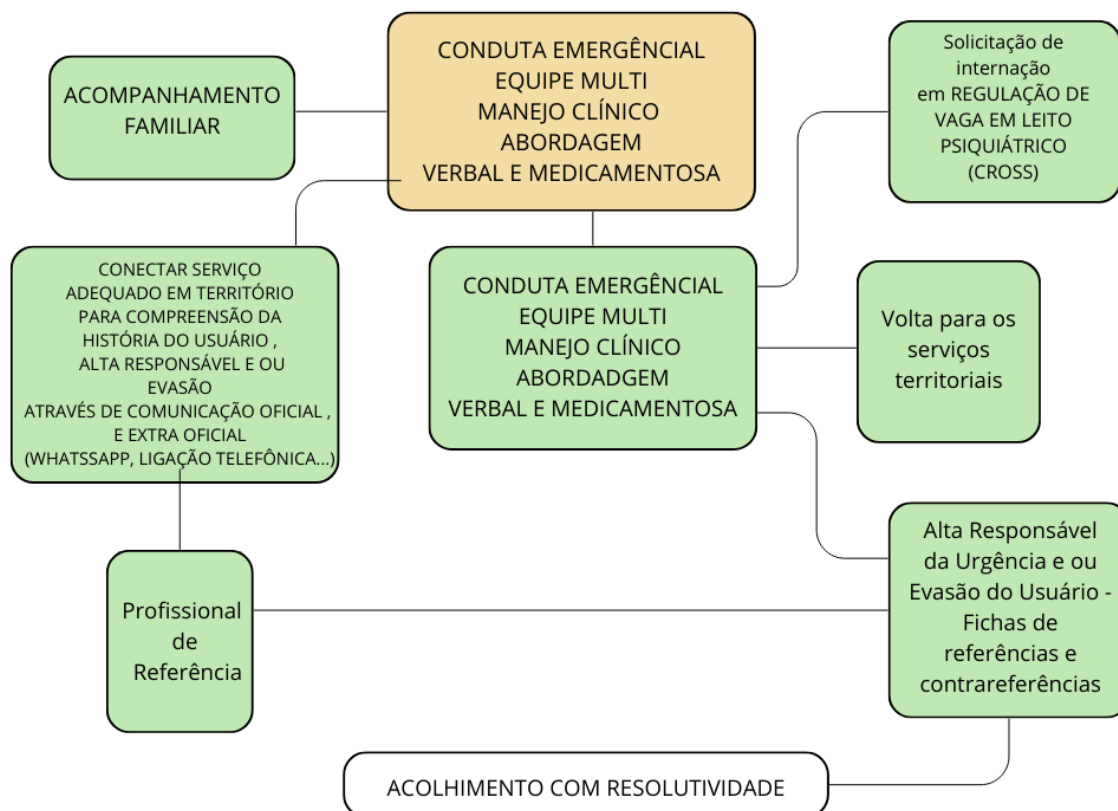 ACOMPANHAMENTO
FAMILIAR
CONDUTA EMERGÊNCIAL
EQUIPE MULTI
MANEJO CLÍNICO
ABORDAGEM
VERBAL E MEDICAMENTOSA
Solicitação de
internação
em REGULAÇÃO DE
VAGA EM LEITO
PSIQUIÁTRICO
(CROSS)
CONECTAR SERVIÇO
ADEQUADO EM TERRITÓRIO
PARA COMPREENSÃO DA
HISTÓRIA DO USUÁRIO ,
ALTA RESPONSÁVEL E OU
EVASÃO
ATRAVÉS DE COMUNICAÇÃO OFICIAL ,
E EXTRA OFICIAL
(WHATSSAPP, LIGAÇÃO TELEFÔNICA...)
CONDUTA EMERGÊNCIAL
EQUIPE MULTI
MANEJO CLÍNICO
ABORDADGEM
VERBAL E MEDICAMENTOSA
Volta para os
serviços
territoriais
Profissional
de
Referência
Alta Responsável
da Urgência e ou
Evasão do Usuário -
Fichas de
referências e
contrareferências
ACOLHIMENTO COM RESOLUTIVIDADE